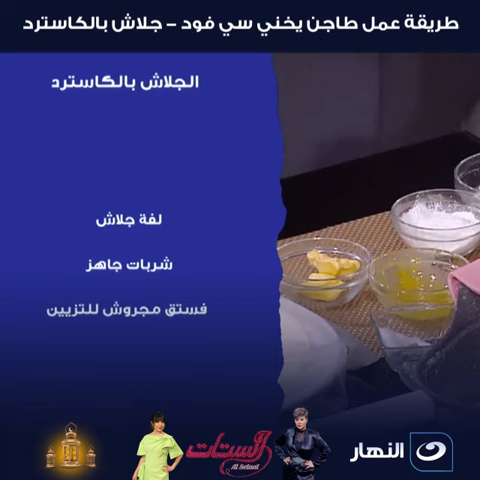 طريقة عمل طاجن يخني سي فود - جلاش بالكاسترد
الجلاش بالكاسترد
لفة جلاش
شربات جاهز
فستق مجروش للتزيين
الستات
Al Setaat
النهار